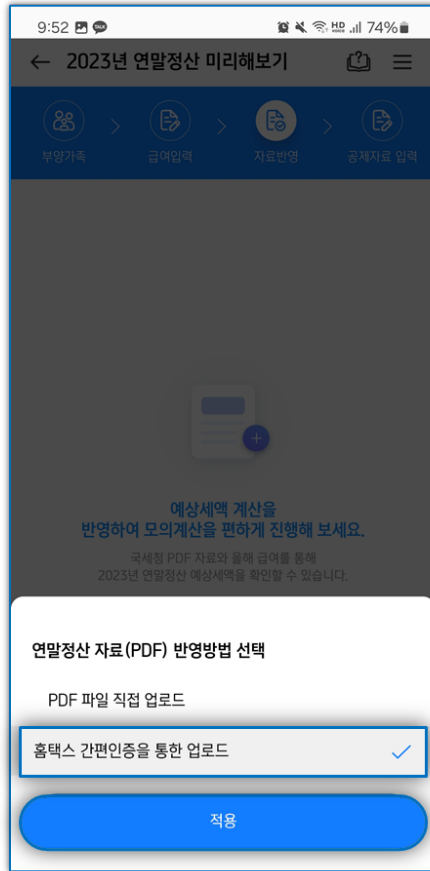 9:52
TALK
HD
VOICE
74%
2023년 연말정산 미리해보기
?
부양가족
급여입력
자료반영
공제자료 입력
예상세액 계산을
반영하여 모의계산을 편하게 진행해 보세요.
국세청 PDF 자료와 올해 급여를 통해
2023년 연말정산 예상세액을 확인할 수 있습니다.
연말정산 자료(PDF) 반영방법 선택
PDF 파일 직접 업로드
홈택스 간편인증을 통한 업로드
적용